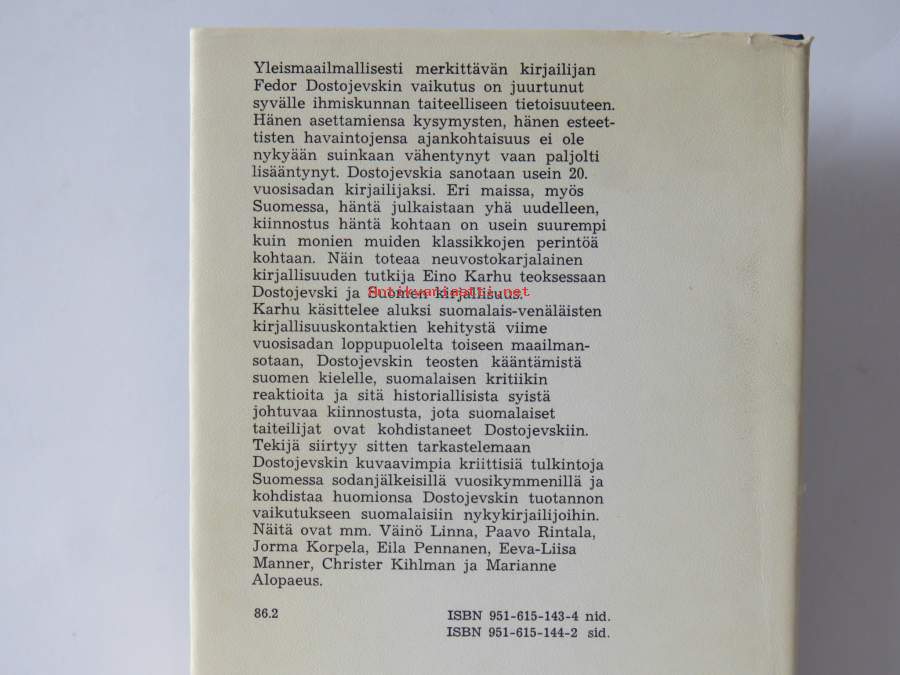 Yleismaailmallisesti merkittävän kirjailijan
Fedor Dostojevskin vaikutus on juurtunut
syvälle ihmiskunnan taiteelliseen tietoisuuteen.
Hänen asettamiensa kysymysten, hänen esteet-
tisten havaintojensa ajankohtaisuus ei ole
nykyään suinkaan vähentynyt vaan paljolti
lisääntynyt. Dostojevskia sanotaan usein 20.
vuosisadan kirjailijaksi. Eri maissa, myös
Suomessa, häntä julkaistaan yhä uudelleen,
kiinnostus häntä kohtaan on usein suurempi
kuin monien muiden klassikkojen perintöä
kohtaan. Näin toteaa neuvostokarjalainen
kirjallisuuden tutkija Eino Karhu teoksessaan
Dostojevski ja Suomen kirjallisuus.
antikvariaatti.net
Karhu käsittelee aluksi suomalais-venäläisten
kirjallisuuskontaktien kehitystä viime
vuosisadan loppupuolelta toiseen maailman-
sotaan, Dostojevskin teosten kääntämistä
suomen kielelle, suomalaisen kritiikin
reaktioita ja sitä historiallisista syistä
johtuvaa kiinnostusta, jota suomalaiset
taiteilijat ovat kohdistaneet Dostojevskiin.
Tekijä siirtyy sitten tarkastelemaan
Dostojevskin kuvaavimpia kriittisiä tulkintoja
Suomessa sodanjälkeisillä vuosikymmenillä ja
kohdistaa huomionsa Dostojevskin tuotannon
vaikutukseen suomalaisiin nykykirjailijoihin.
Näitä ovat mm. Väinö Linna, Paavo Rintala,
Jorma Korpela, Eila Pennanen, Eeva-Liisa
Manner, Christer Kihlman ja Marianne
Alopaeus.
86.2 ISBN 951-615-143-4 nid.
ISBN 951-615-144-2 sid.